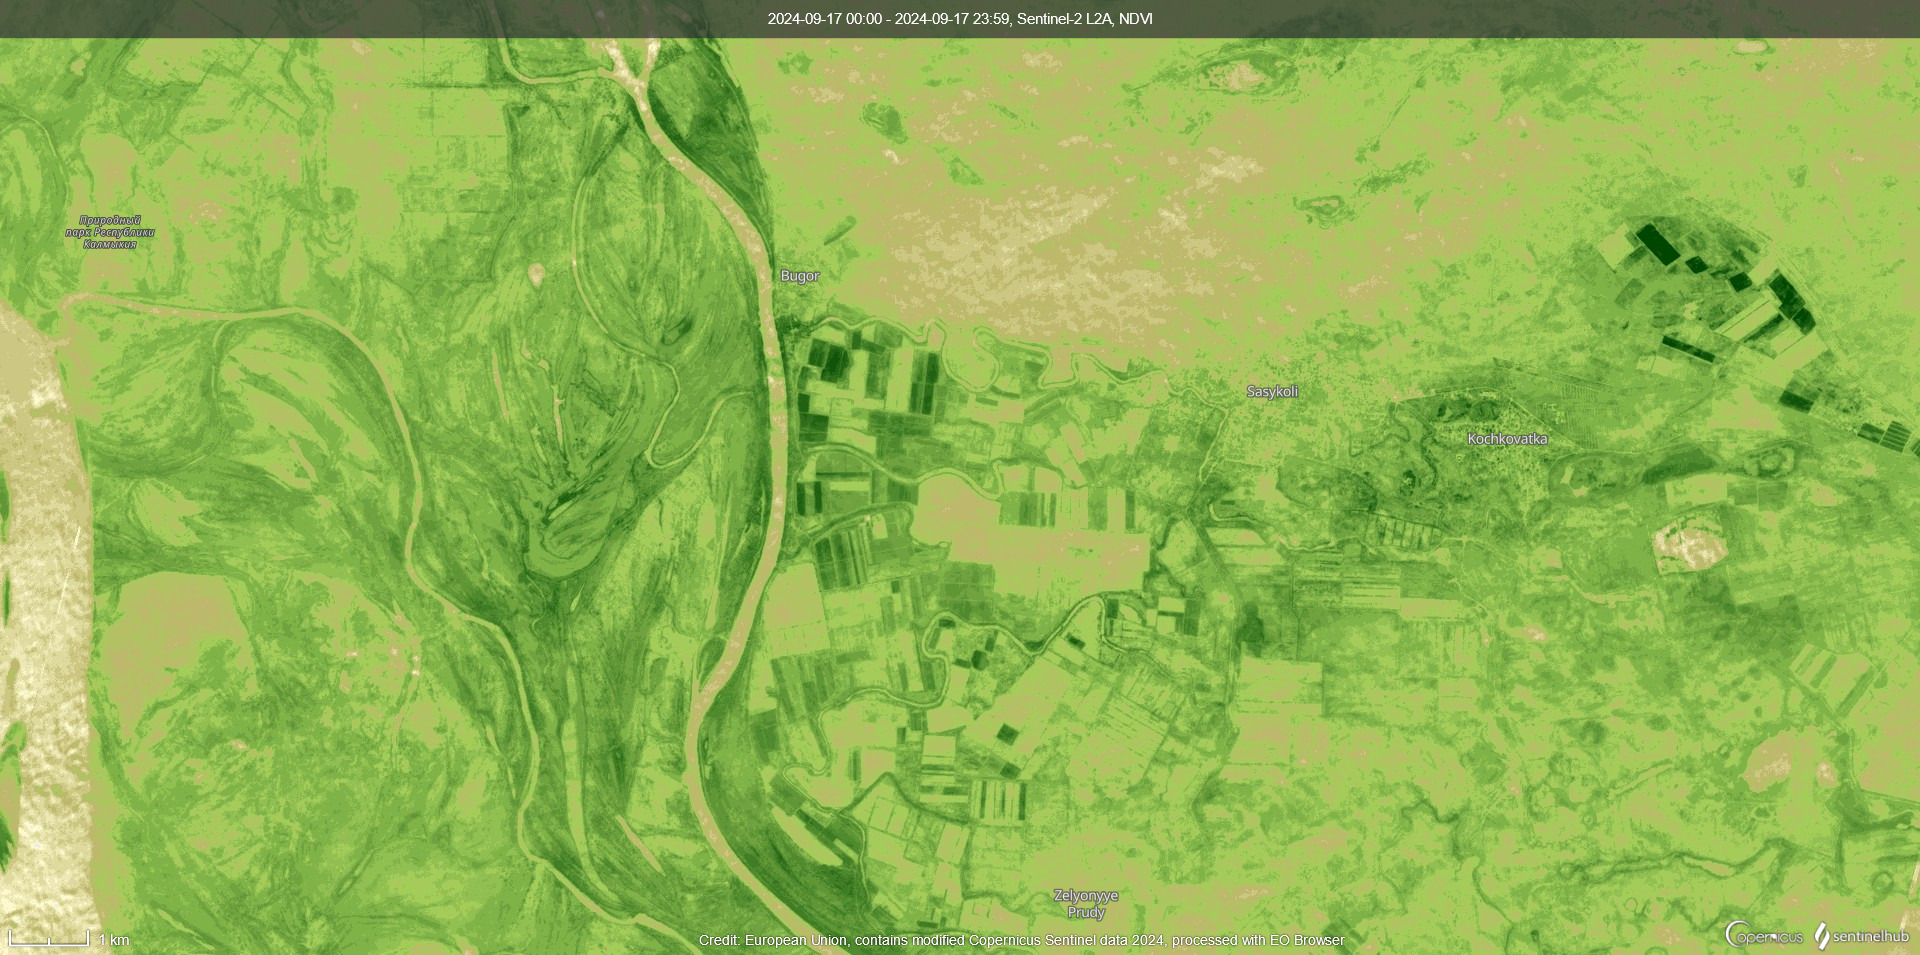 2024-09-17 00:00 - 2024-09-17 23:59, Sentinel-2 L2A, NDVI
Природный
парк Республики
Калмыкия
Bugor
Sasykoli
Kochkovatka
Zelyonyye
Prudy
1 km
Credit: European Union, contains modified Copernicus Sentinel data 2024, processed with EO Browser
Copernicus
sentinelhub